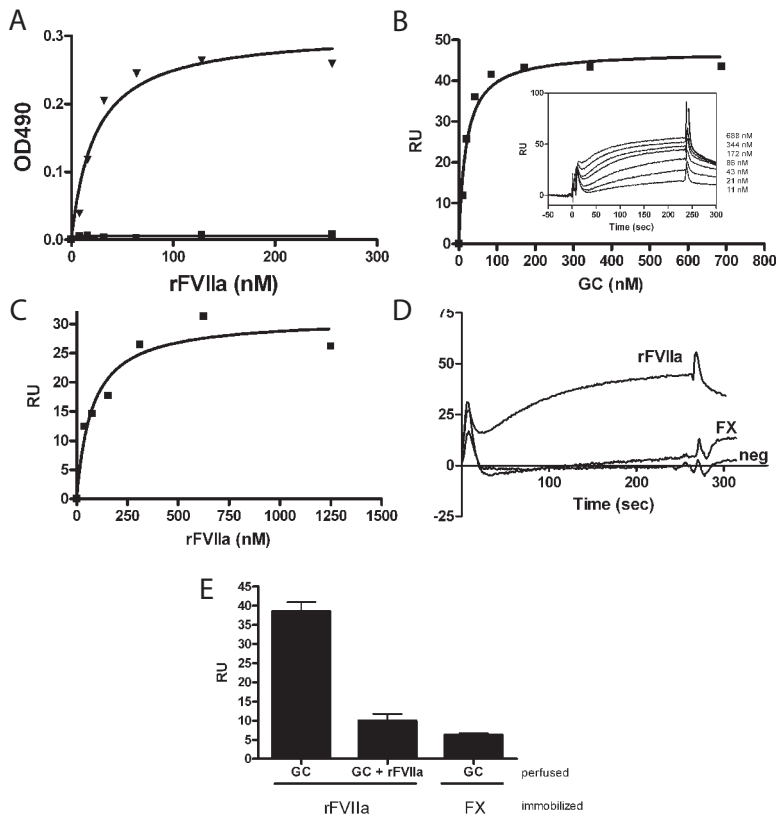 A
0.3
0.2
0.1
0.0
OD490
0
100
200
300
rFVIIa (nM)
B
50
40
30
20
10
0
RU
0
100
200
300
400
500
600
700
800
GC (nM)
100
50
0
RU
-50
0
50
100
150
200
250
300
Time (sec)
688 nM
344 nM
172 nM
86 nM
43 nM
21 nM
11 nM
C
30
25
20
15
10
5
0
RU
0
250
500
750
1000
1250
1500
rFVIIa (nM)
D
75
50
25
0
-25
rFVIIa
FX
neg
100
200
300
Time (sec)
E
45
40
35
30
25
20
15
10
5
0
RU
GC
GC + rFVIIa
GC
perfused
rFVIIa
FX
immobilized